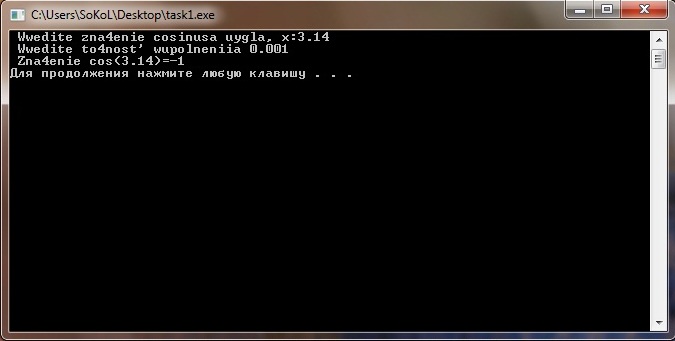 C:\Users\SoKoL\Desktop\task1.exe
Wwedite zna4enie cosinusa uygla, x:3.14
Wwedite to4nost' wupolneniia 0.001
Zna4enie cos(3.14)=-1
Для продолжения нажмите любую клавишу . . .